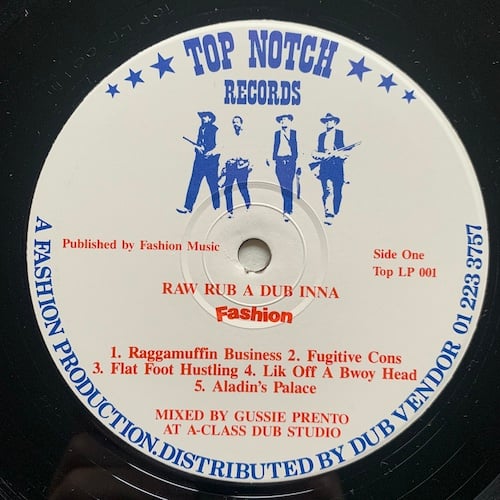 TOP NOTCH
RECORDS
Published by Fashion Music
Side One
Top LP 001
RAW RUB A DUB INNA
Fashion
1. Raggamuffin Business 2. Fugitive Cons
3. Flat Foot Hustling 4. Lik Off A Bwoy Head
5. Aladin's Palace
MIXED BY GUSSIE PRENTO
AT A-CLASS DUB STUDIO
A FASHION PRODUCTION.DISTRIBUTED BY DUB VENDOR 01 223 3757